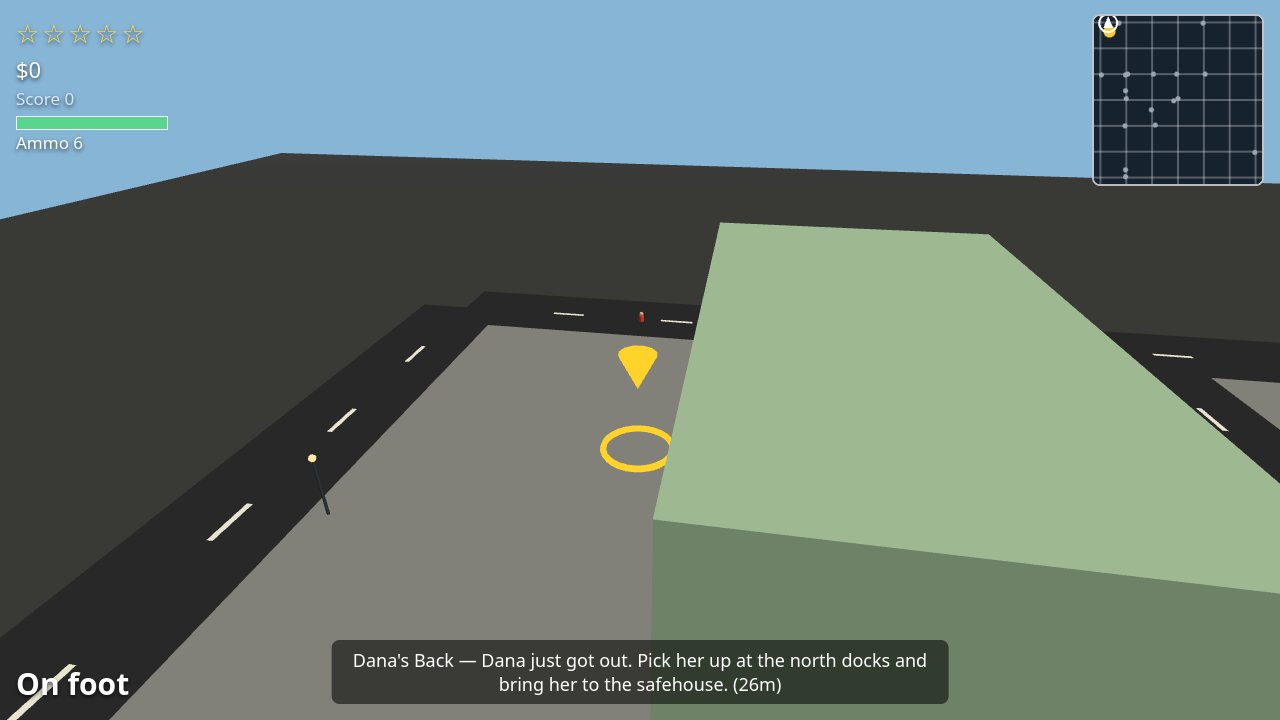 ☆☆☆☆☆
$0
Score 0
Ammo 6
On foot
Dana's Back — Dana just got out. Pick her up at the north docks and
bring her to the safehouse. (26m)